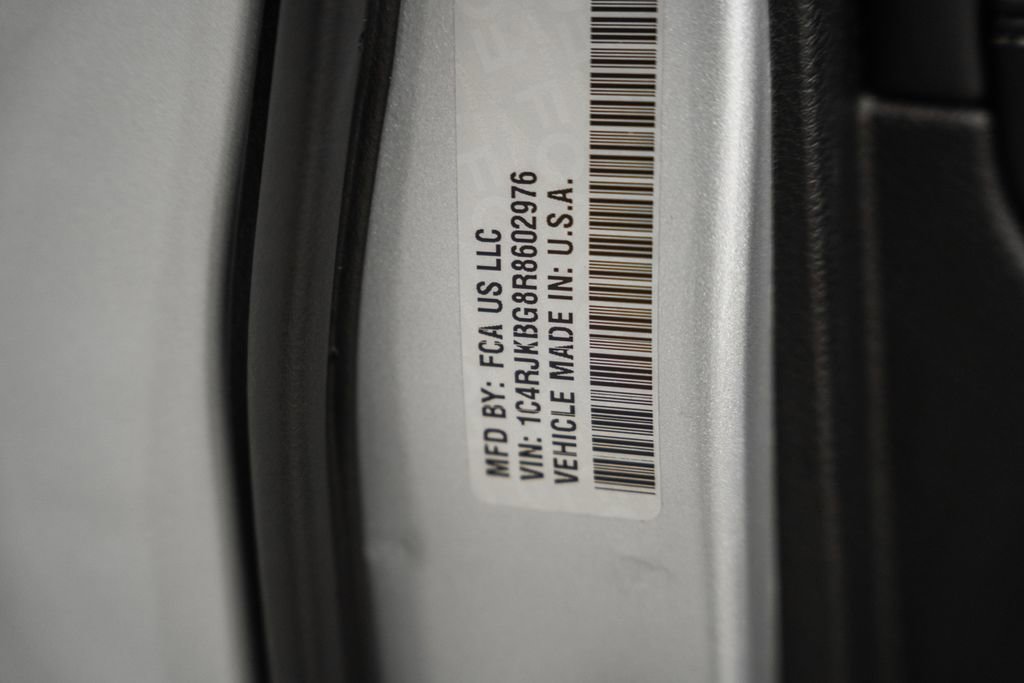 MFD BY: FCA US LLC
VIN: 1C4RJKBG8R8602976
VEHICLE MADE IN: U.S.A.